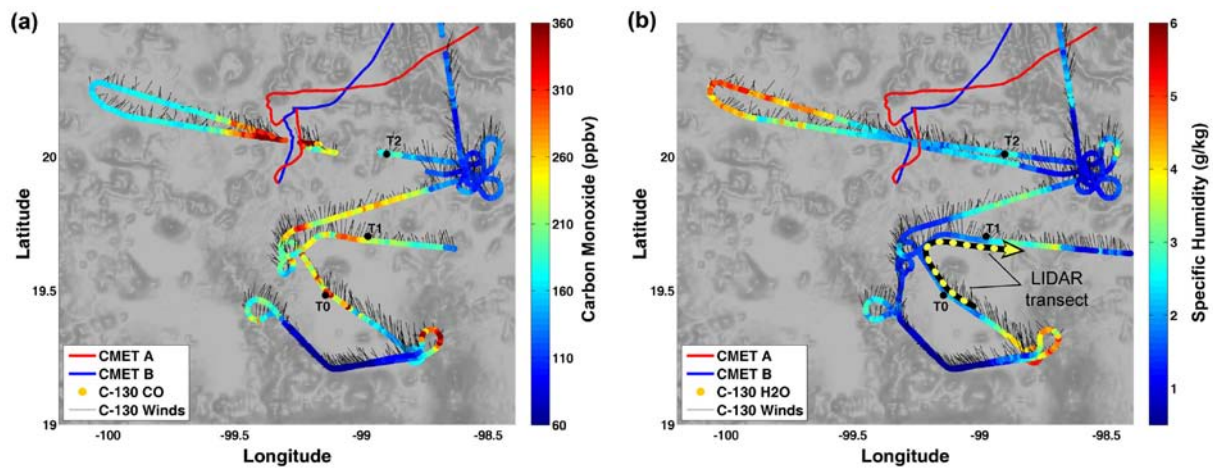 (a)
360
310
260
210
160
110
60
Carbon Monoxide (ppbv)
20
19.5
19
Latitude
-100
-99.5
-99
-98.5
Longitude
T2
T1
T0
CMET A
CMET B
C-130 CO
C-130 Winds
(b)
6
5
4
3
2
1
Specific Humidity (g/kg)
20
19.5
19
Latitude
-100
-99.5
-99
-98.5
Longitude
T2
T1
T0
LIDAR
transect
CMET A
CMET B
C-130 H2O
C-130 Winds